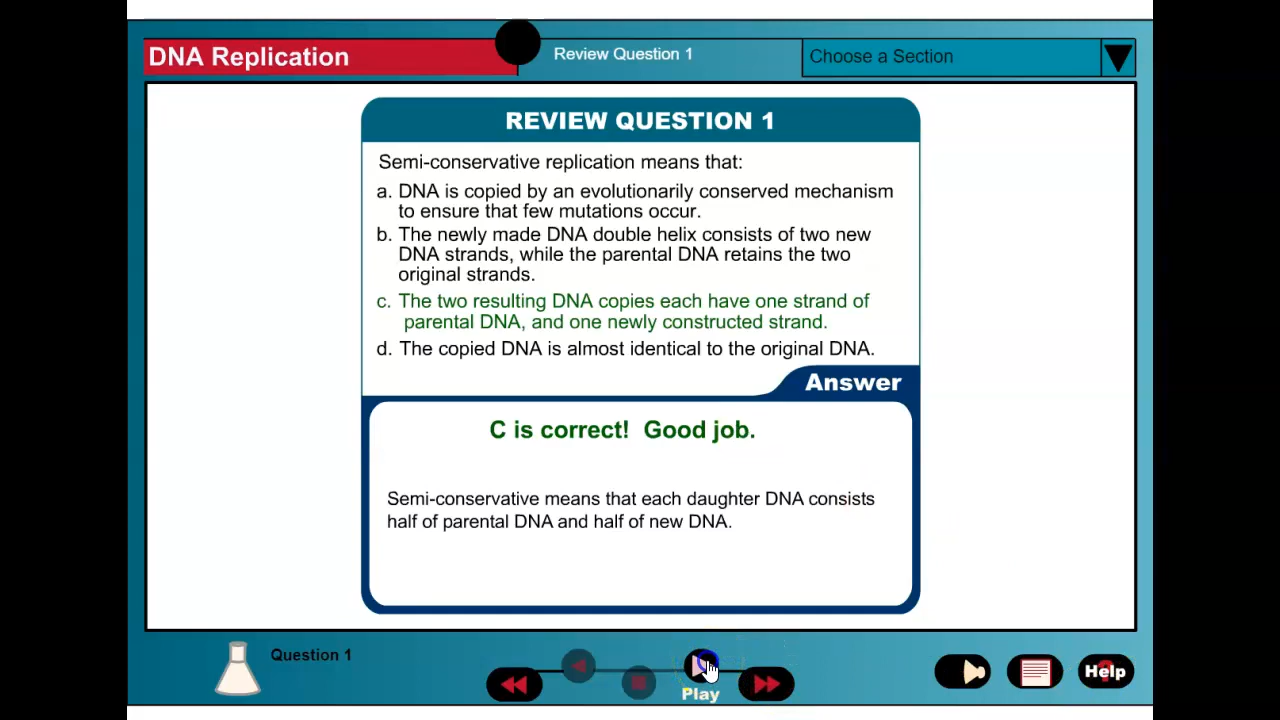 DNA Replication
Review Question 1
Choose a Section
REVIEW QUESTION 1
Semi-conservative replication means that:
a. DNA is copied by an evolutionarily conserved mechanism
to ensure that few mutations occur.
b. The newly made DNA double helix consists of two new
DNA strands, while the parental DNA retains the two
original strands.
c. The two resulting DNA copies each have one strand of
parental DNA, and one newly constructed strand.
d. The copied DNA is almost identical to the original DNA.
Answer
C is correct! Good job.
Semi-conservative means that each daughter DNA consists
half of parental DNA and half of new DNA.
Question 1
Play
Help